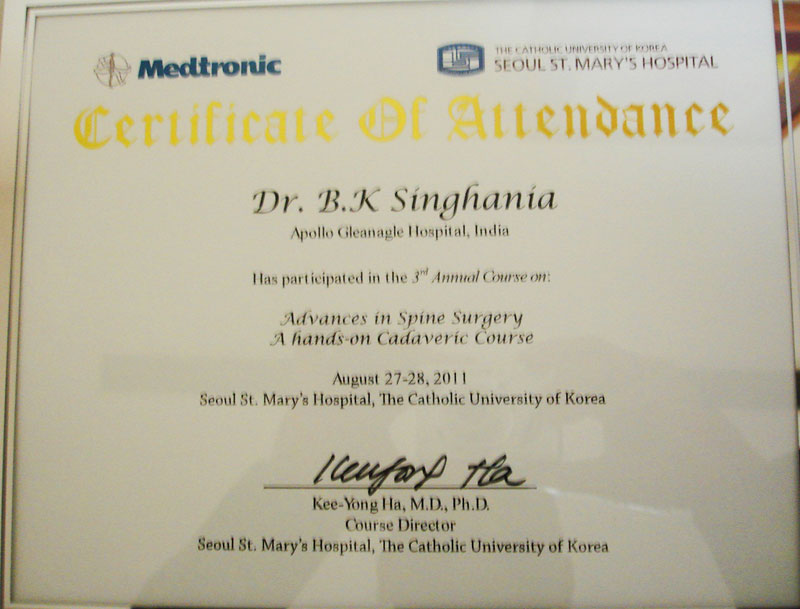 Medtronic
THE CATHOLIC UNIVERSITY OF KOREA
SEOUL ST. MARY'S HOSPITAL
Certificate Of Attendance
Dr. B.K Singhania
Apollo Gleanagle Hospital, India
Has participated in the 3rd Annual Course on:
Advances in Spine Surgery
A hands-on Cadaveric Course
August 27-28, 2011
Seoul St. Mary's Hospital, The Catholic University of Korea
Kee-Yong Ha, M.D., Ph.D.
Course Director
Seoul St. Mary's Hospital, The Catholic University of Korea